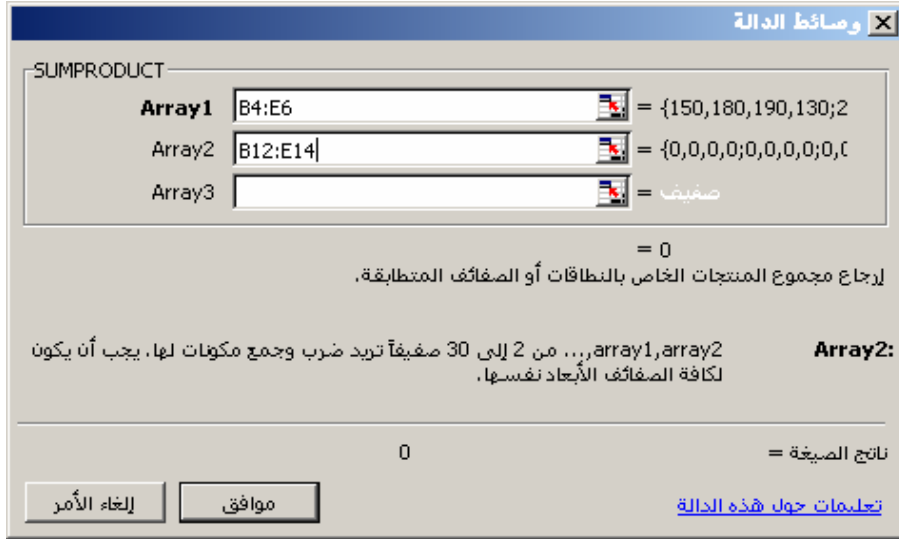 وسائط الدالة
SUMPRODUCT
Array1 B4:E6 = {150,180,190,130;2
Array2 B12:E14 = {0,0,0,0;0,0,0,0;0,(
Array3 = صفيف
= 0
إرجاع مجموع المنتجات الخاص بالنطاقات أو الصفائف المتطابقة.
Array2: array1,array2,... من 2 إلى 30 صفيفاً تريد ضرب وجمع مكونات لها. يجب أن يكون
لكافة الصفائف الأبعاد نفسها.
ناتج الصيغة = 0
تعليمات حول هذه الدالة
موافق
إلغاء الأمر